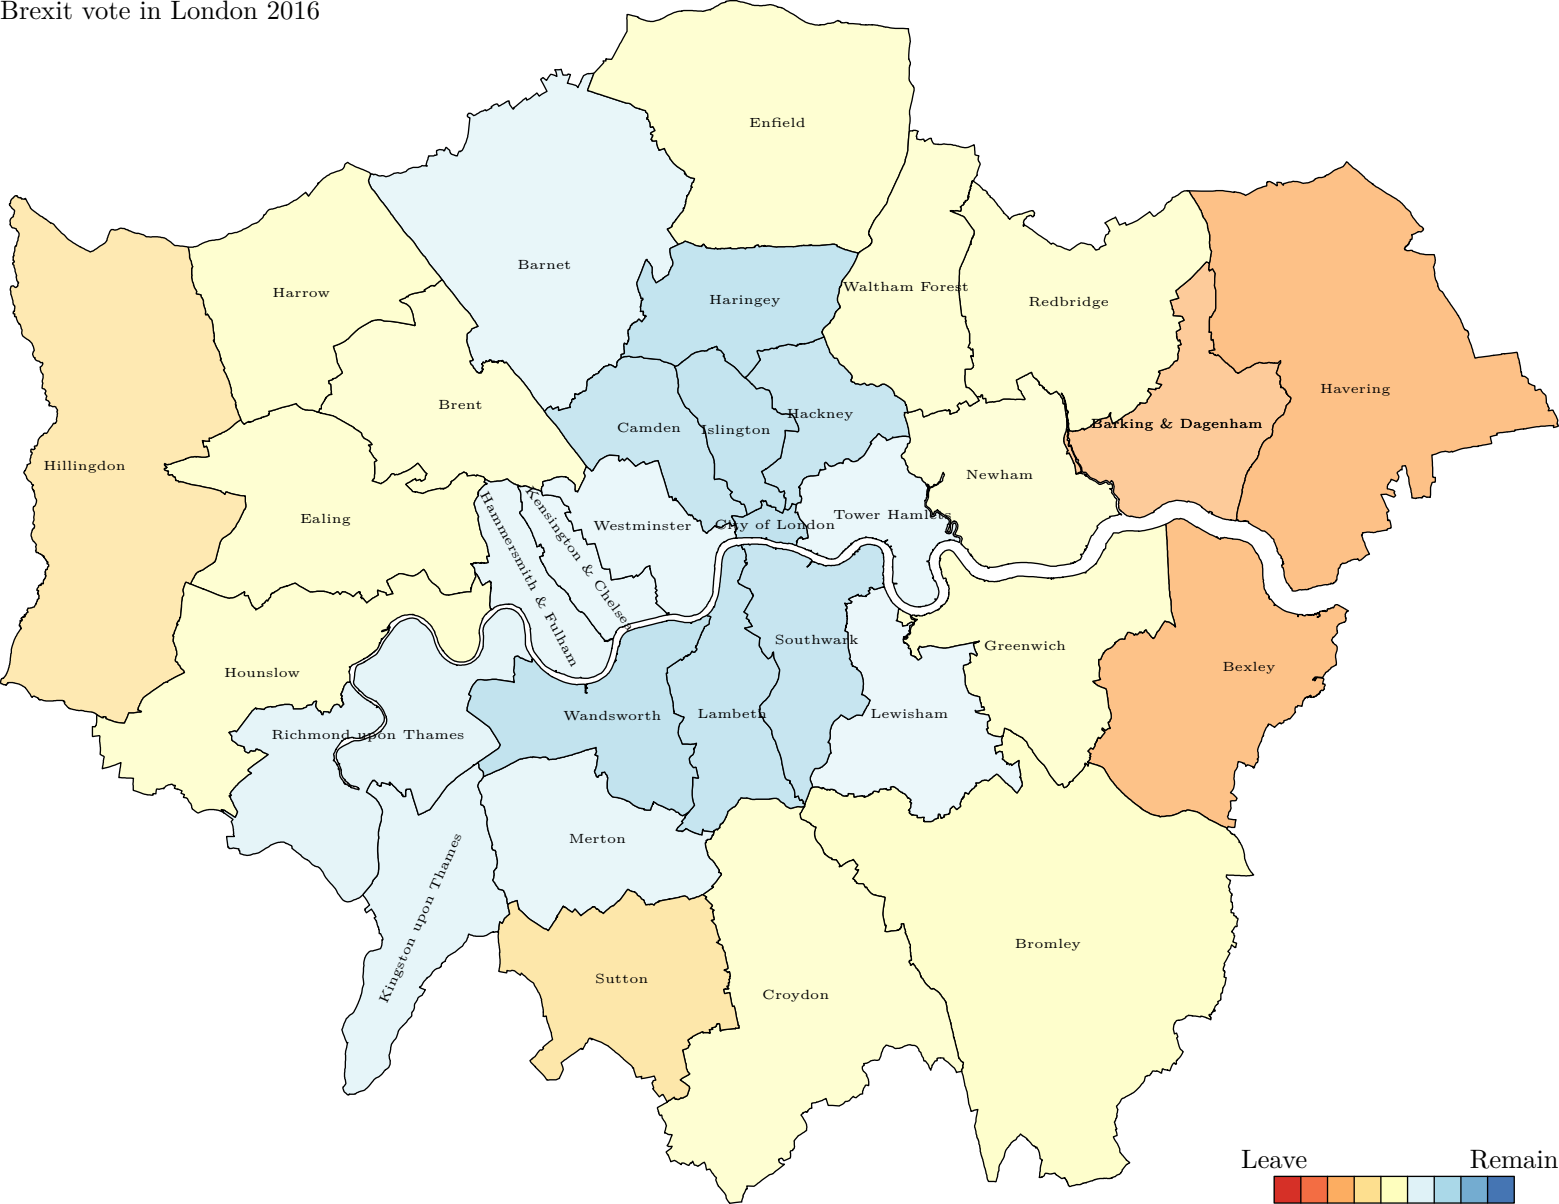 Brexit vote in London 2016
Enfield
Barnet
Harrow
Haringey
Waltham Forest
Redbridge
Havering
Brent
Camden
Islington
Hackney
Barking & Dagenham
Hillingdon
Newham
Ealing
Westminster
City of London
Tower Hamlets
Kensington & Chelsea
Hammersmith & Fulham
Hounslow
Southwark
Greenwich
Bexley
Richmond upon Thames
Wandsworth
Lambeth
Lewisham
Merton
Kingston upon Thames
Sutton
Croydon
Bromley
Leave
Remain